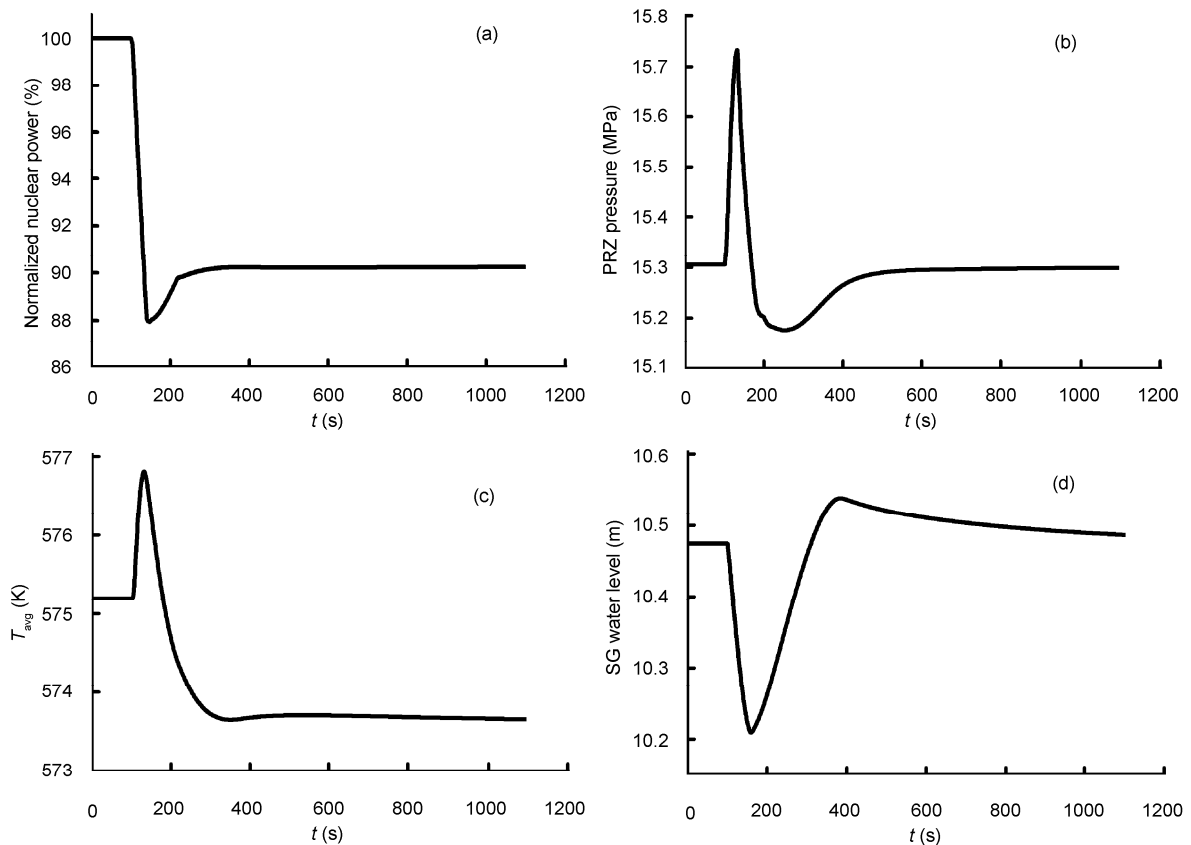 (a)
Normalized nuclear power (%)
100
98
96
94
92
90
88
86
0 200 400 600 800 1000 1200
t (s)
(b)
PRZ pressure (MPa)
15.8
15.7
15.6
15.5
15.4
15.3
15.2
15.1
0 200 400 600 800 1000 1200
t (s)
(c)
Tavg (K)
577
576
575
574
573
0 200 400 600 800 1000 1200
t (s)
(d)
SG water level (m)
10.6
10.5
10.4
10.3
10.2
0 200 400 600 800 1000 1200
t (s)